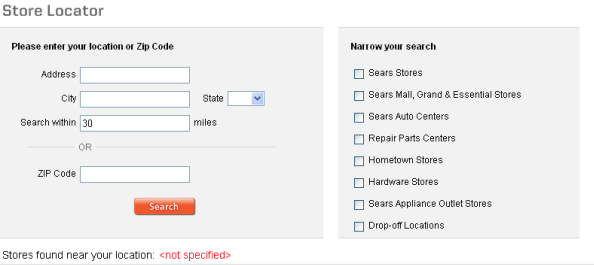 Store Locator
Please enter your location or Zip Code
Address
City
State
Search within 30 miles
OR
ZIP Code
Search
Narrow your search
Sears Stores
Sears Mall, Grand & Essential Stores
Sears Auto Centers
Repair Parts Centers
Hometown Stores
Hardware Stores
Sears Appliance Outlet Stores
Drop-off Locations
Stores found near your location: <not specified>